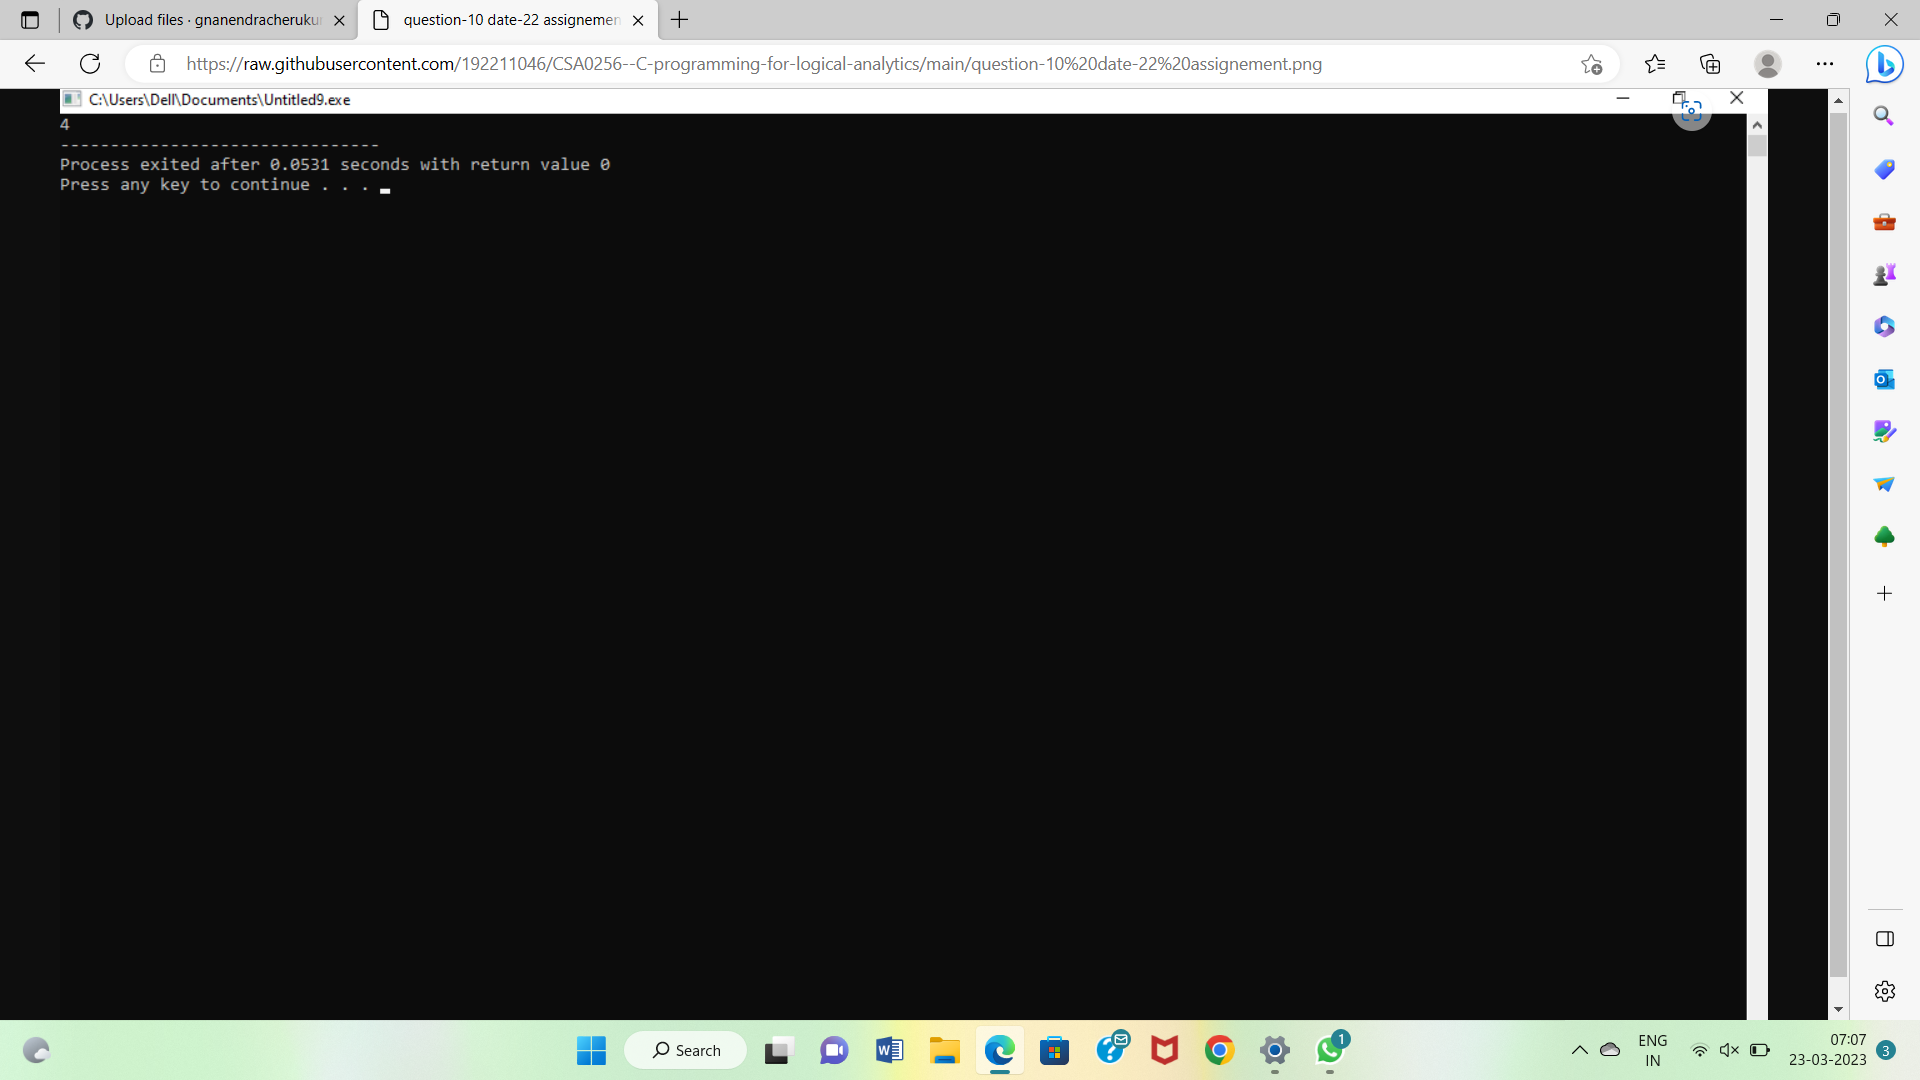 Upload files · gnanendracheruku
question-10 date-22 assignemen
https://raw.githubusercontent.com/192211046/CSA0256--C-programming-for-logical-analytics/main/question-10%20date-22%20assignement.png
C:\Users\Dell\Documents\Untitled9.exe
4
--------------------------------
Process exited after 0.0531 seconds with return value 0
Press any key to continue . . .
Search
1
ENG
IN
07:07
23-03-2023
3